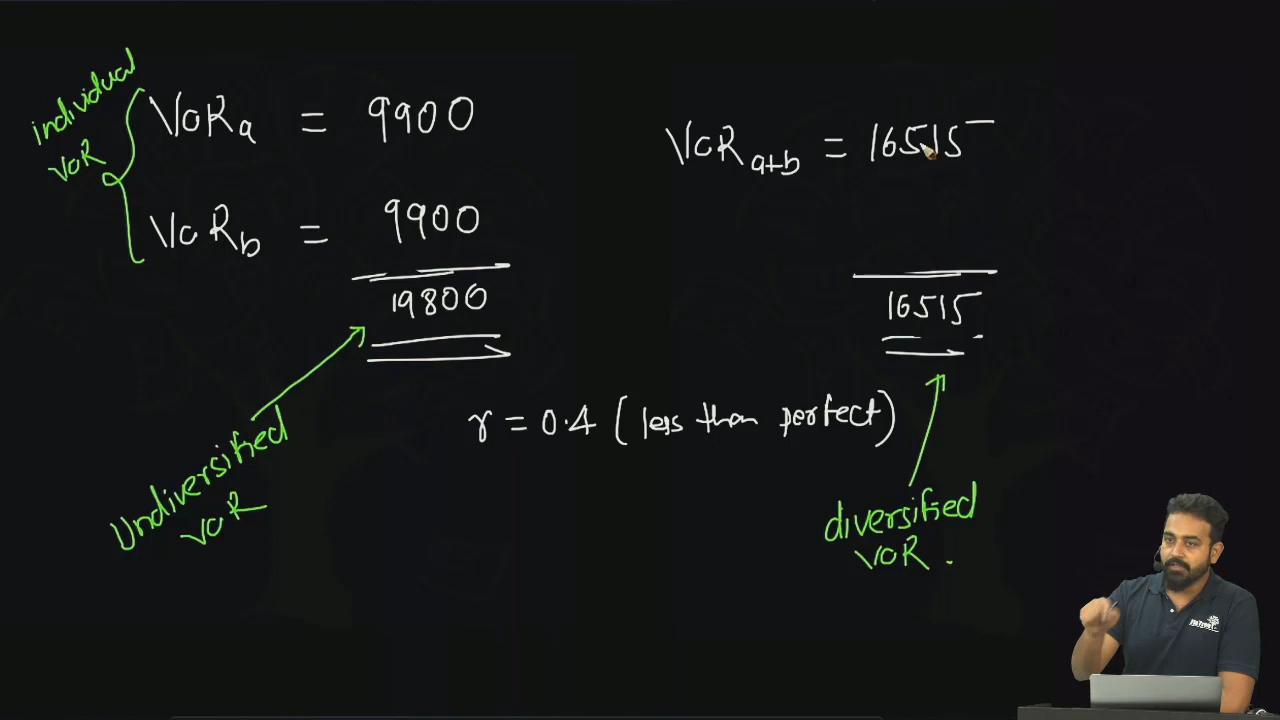 individual
VaR
VaRa = 9900
VaRb = 9900
19800
Undiversified
VaR
VaRa+b = 16515
16515
r = 0.4 (less than perfect)
diversified
VaR.